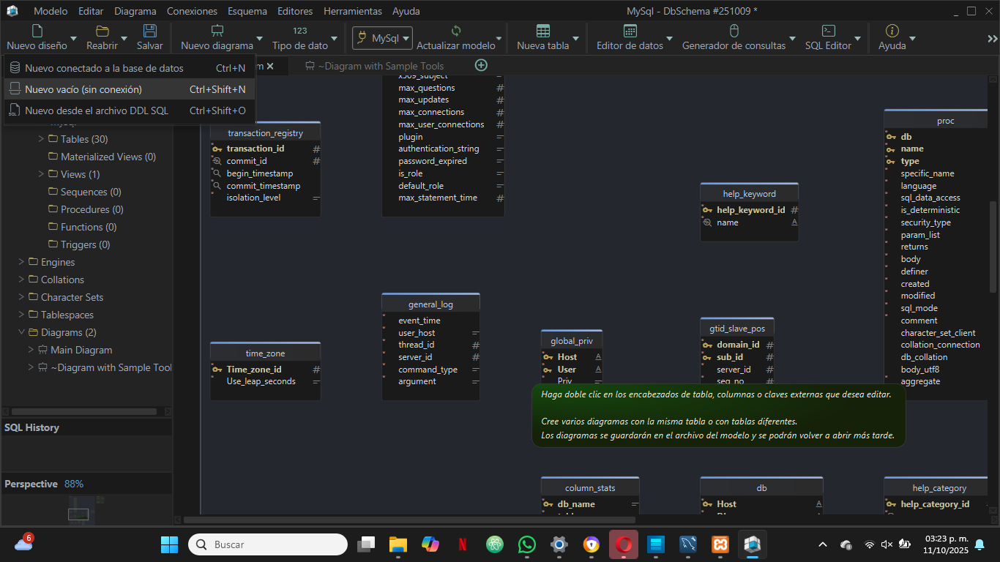 Modelo Editar Diagrama Conexiones Esquema Editores Herramientas Ayuda MySql - DbSchema #251009 *
Nuevo diseño Reabrir Salvar Nuevo diagrama 123 Tipo de dato MySql Actualizar modelo Nueva tabla Editor de datos Generador de consultas SQL Editor Ayuda
~Diagram with Sample Tools
Nuevo conectado a la base de datos Ctrl+N
Nuevo vacío (sin conexión) Ctrl+Shift+N
Nuevo desde el archivo DDL SQL Ctrl+Shift+O
Tables (30)
Materialized Views (0)
Views (1)
Sequences (0)
Procedures (0)
Functions (0)
Triggers (0)
Engines
Collations
Character Sets
Tablespaces
Diagrams (2)
Main Diagram
~Diagram with Sample Tool
SQL History
Perspective 88%
transaction_registry
transaction_id #
commit_id #
begin_timestamp
commit_timestamp
isolation_level
time_zone
Time_zone_id #
Use_leap_seconds
x509_subject
max_questions #
max_updates #
max_connections #
max_user_connections #
plugin
authentication_string
password_expired
is_role
default_role
max_statement_time #
general_log
event_time
user_host
thread_id #
server_id #
command_type
argument
global_priv
Host A
User A
Priv
help_keyword
help_keyword_id #
name A
gtid_slave_pos
domain_id #
sub_id #
server_id #
seq_no #
proc
db
name
type
specific_name
language
sql_data_access
is_deterministic
security_type
param_list
returns
body
definer
created
modified
sql_mode
comment
character_set_client
collation_connection
db_collation
body_utf8
aggregate
Haga doble clic en los encabezados de tabla, columnas o claves externas que desea editar.
Cree varios diagramas con la misma tabla o con tablas diferentes.
Los diagramas se guardarán en el archivo del modelo y se podrán volver a abrir más tarde.
column_stats
db_name
db
Host A
help_category
help_category_id
6
Buscar
03:23 p. m.
11/10/2025